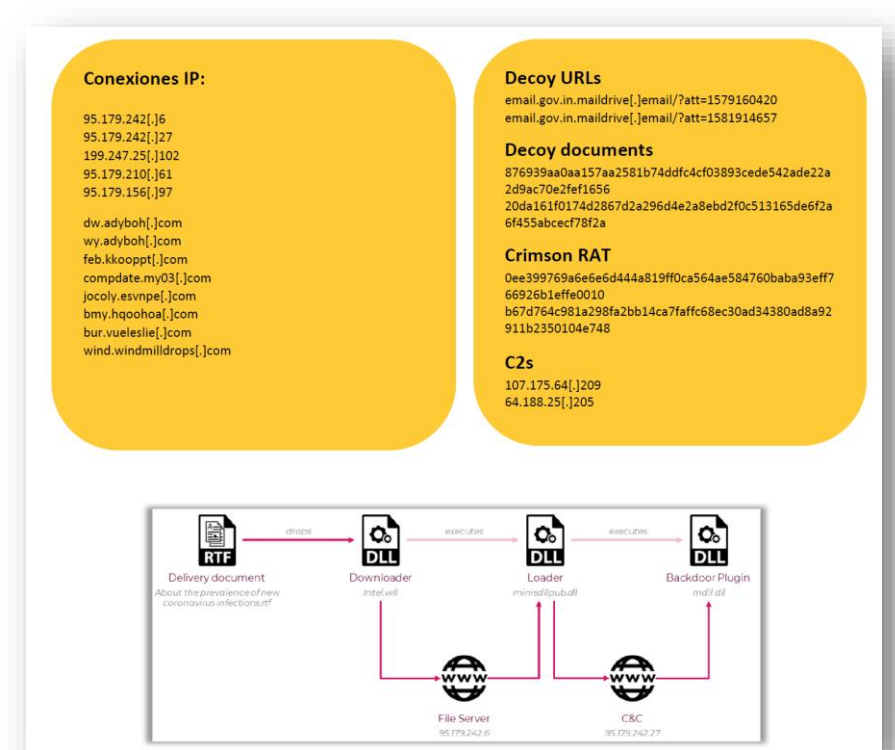 Conexiones IP:
95.179.242[.]6
95.179.242[.]27
199.247.25[.]102
95.179.210[.]61
95.179.156[.]97
dw.adyboh[.]com
wy.adyboh[.]com
feb.kkooppt[.]com
compdate.my03[.]com
jocoly.esvnpe[.]com
bmy.hqoohoa[.]com
bur.vueleslie[.]com
wind.windmilldrops[.]com
Decoy URLs
email.gov.in.maildrive[.]email/?att=1579160420
email.gov.in.maildrive[.]email/?att=1581914657
Decoy documents
876939aa0aa157aa2581b74ddfc4cf03893cede542ade22a
2d9ac70e2fef1656
20da161f0174d2867d2a296d4e2a8ebd2f0c513165de6f2a
6f455abcecf78f2a
Crimson RAT
0ee399769a6e6e6d444a819ff0ca564ae584760baba93eff7
66926b1effe0010
b67d764c981a298fa2bb14ca7faffc68ec30ad34380ad8a92
911b2350104e748
C2s
107.175.64[.]209
64.188.25[.]205
drops
executes
executes
RTF
DLL
DLL
DLL
Delivery document
Downloader
Loader
Backdoor Plugin
About the prevalence of new
coronavirus infections.rtf
Intel.wll
minisdllpub.dll
mdll.dll
WWW
WWW
File Server
C&C
95.179.242.6
95.179.242.27